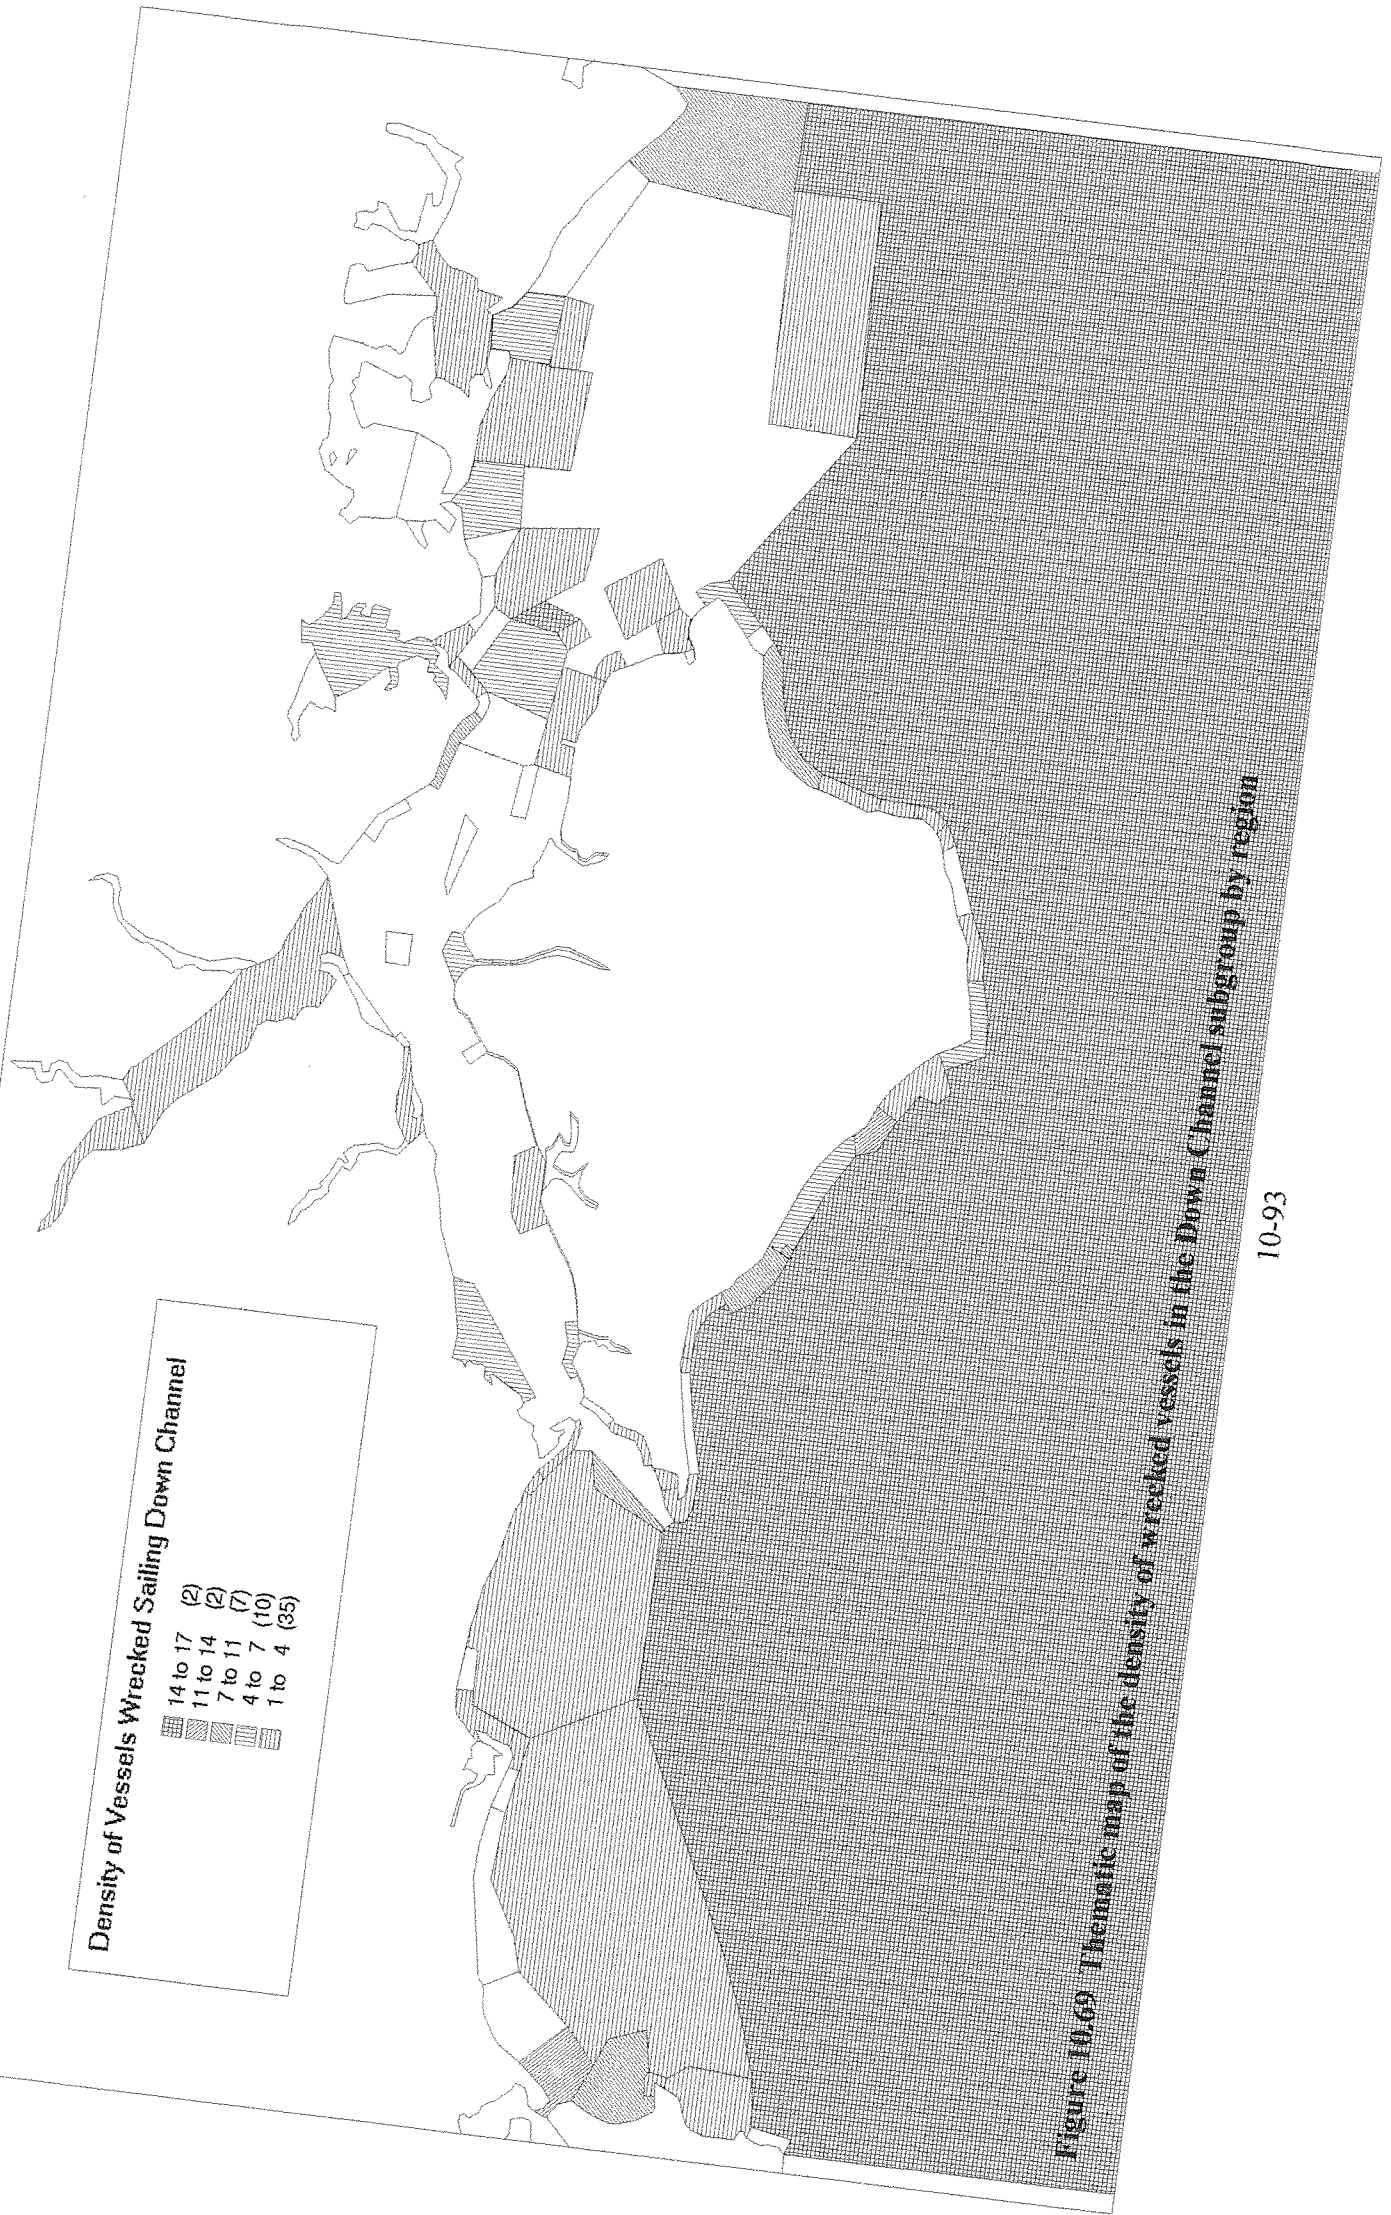 Density of Vessels Wrecked Sailing Down Channel
14 to 17 (2)
11 to 14 (2)
7 to 11 (7)
4 to 7 (10)
1 to 4 (35)
Figure 10.69 Thematic map of the density of wrecked vessels in the Down Channel subgroup by region
10-93